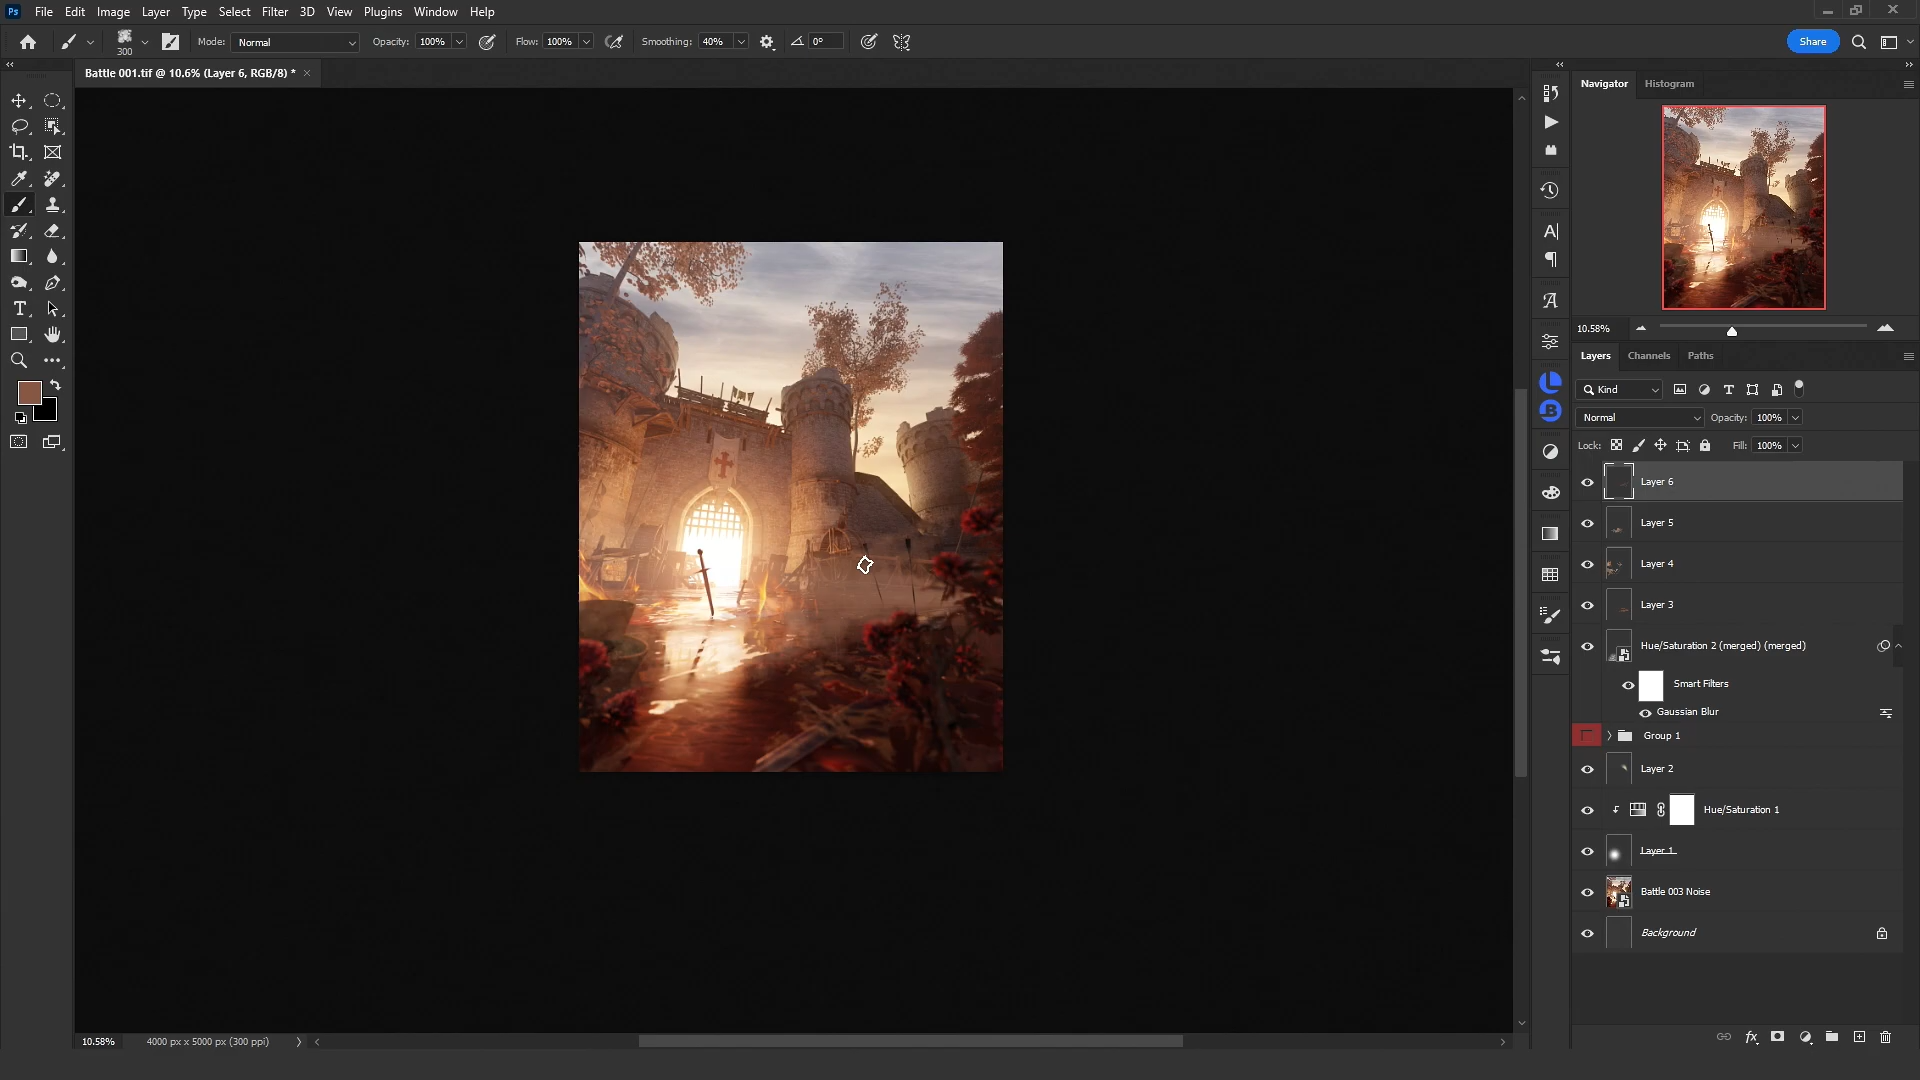 Ps File Edit Image Layer Type Select Filter 3D View Plugins Window Help
300 Mode: Normal Opacity: 100% Flow: 100% Smoothing: 40% 0° Share
Battle 001.tif @ 10.6% (Layer 6, RGB/8) * ×
Navigator Histogram
10.58%
Layers Channels Paths
Kind
Normal Opacity: 100%
Lock: Fill: 100%
Layer 6
Layer 5
Layer 4
Layer 3
Hue/Saturation 2 (merged) (merged)
Smart Filters
Gaussian Blur
Group 1
Layer 2
Hue/Saturation 1
Layer 1
Battle 003 Noise
Background
10.58% 4000 px x 5000 px (300 ppi)